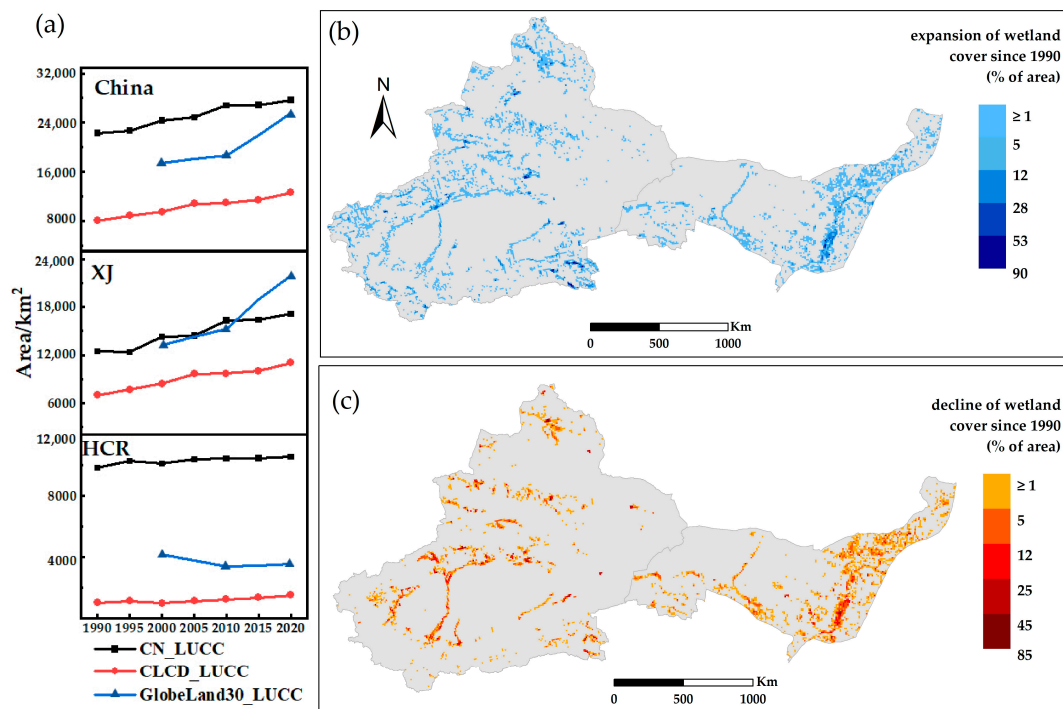 (a)
China
32,000
24,000
16,000
8000
XJ
24,000
18,000
12,000
6000
HCR
12,000
8000
4000
Area/km²
1990 1995 2000 2005 2010 2015 2020
CN_LUCC
CLCD_LUCC
GlobeLand30_LUCC
(b)
N
expansion of wetland
cover since 1990
(% of area)
≥ 1
5
12
28
53
90
Km
0 500 1000
(c)
decline of wetland
cover since 1990
(% of area)
≥ 1
5
12
25
45
85
Km
0 500 1000